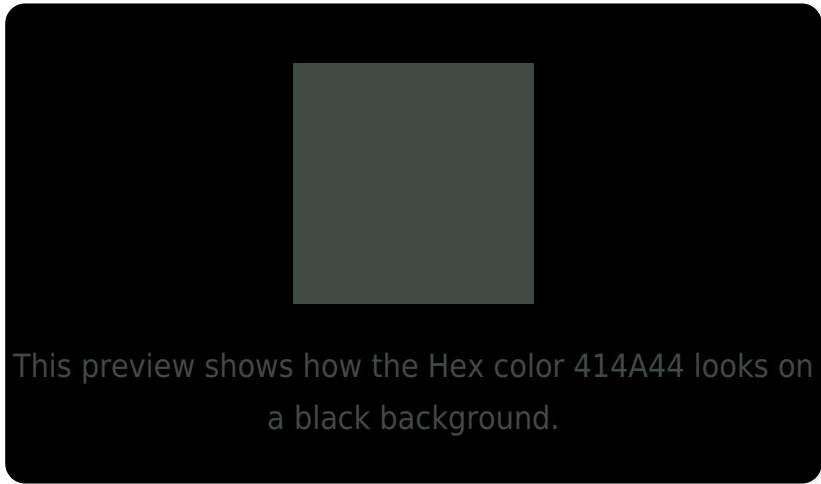 This preview shows how the Hex color 414A44 looks on
a black background.